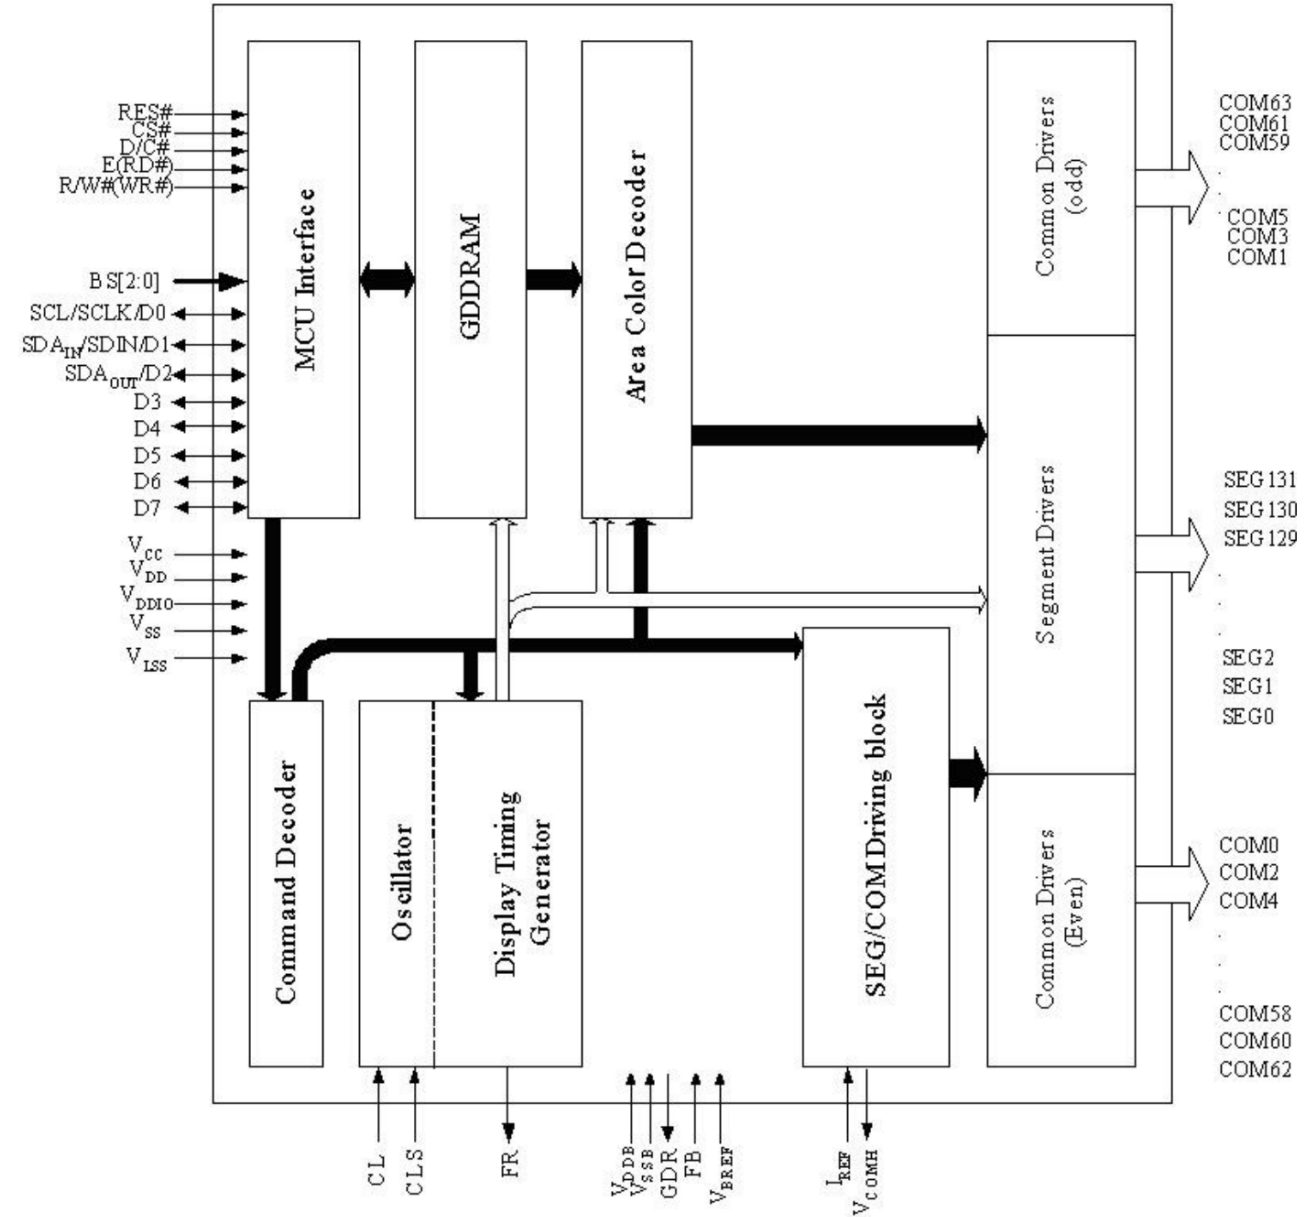 RES#
CS#
D/C#
E(RD#)
R/W#(WR#)
BS[2:0]
SCL/SCLK/D0
SDAIN/SDIN/D1
SDAOUT/D2
D3
D4
D5
D6
D7
VCC
VDD
VDDIO
VSS
VLSS
MCU Interface
GDDRAM
Area Color Decoder
Common Drivers
(odd)
Segment Drivers
Common Drivers
(Even)
Command Decoder
Oscillator
Display Timing
Generator
SEG/COM Driving block
COM63
COM61
COM59
.
.
.
COM5
COM3
COM1
SEG131
SEG130
SEG129
.
.
.
SEG2
SEG1
SEG0
COM0
COM2
COM4
.
.
.
COM58
COM60
COM62
CL
CLS
FR
VDDB
VSSB
GDR
FB
VBREF
IREF
VCOMH